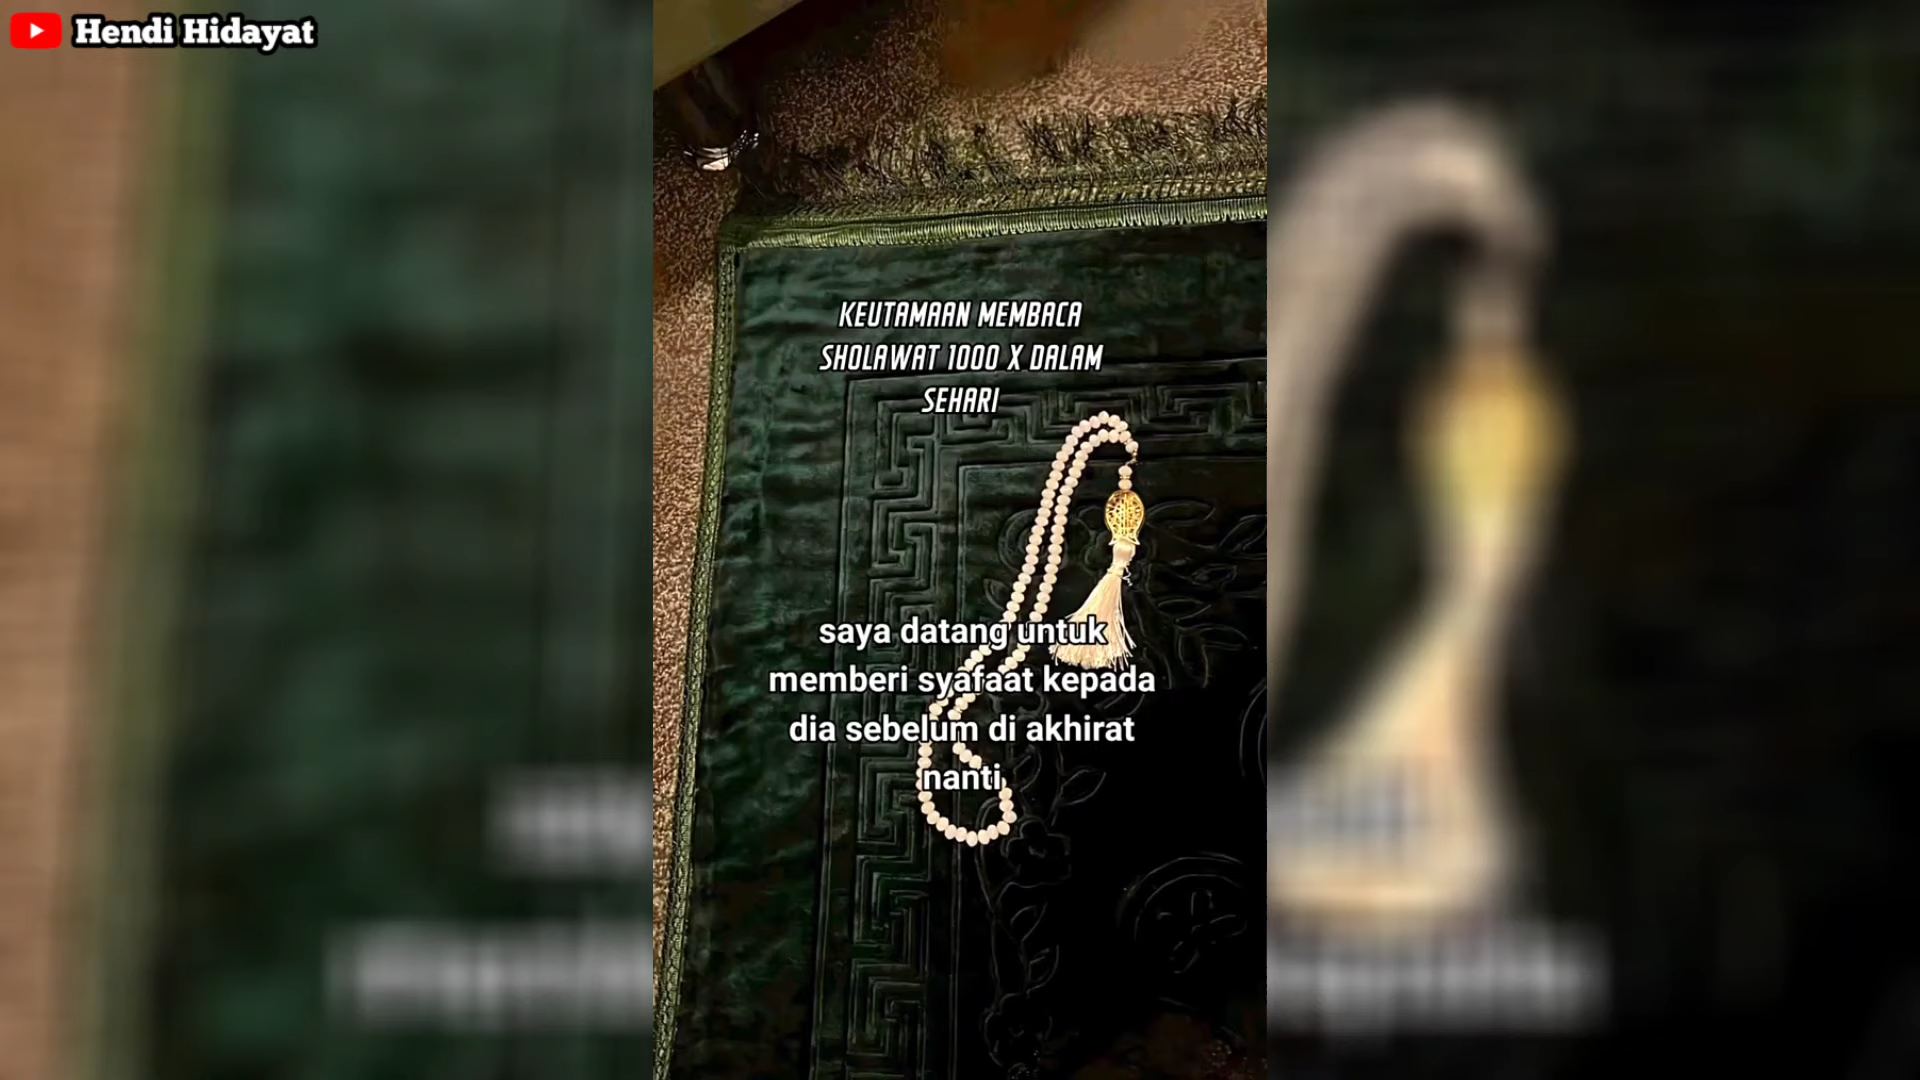 Hendi Hidayat
KEUTAMAAN MEMBACA
SHOLAWAT 1000 X DALAM
SEHARI
saya datang untuk
memberi syafaat kepada
dia sebelum di akhirat
nanti